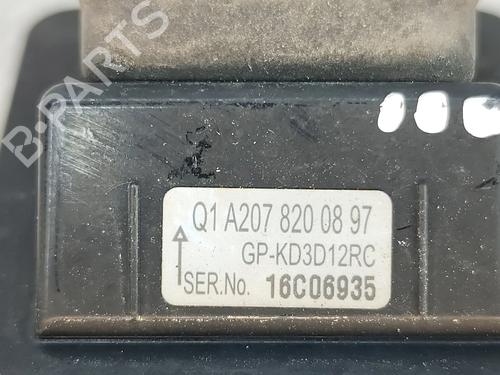 B-PARTS
Q1 A207 820 08 97
GP-KD3D12RC
SER.No. 16C06935